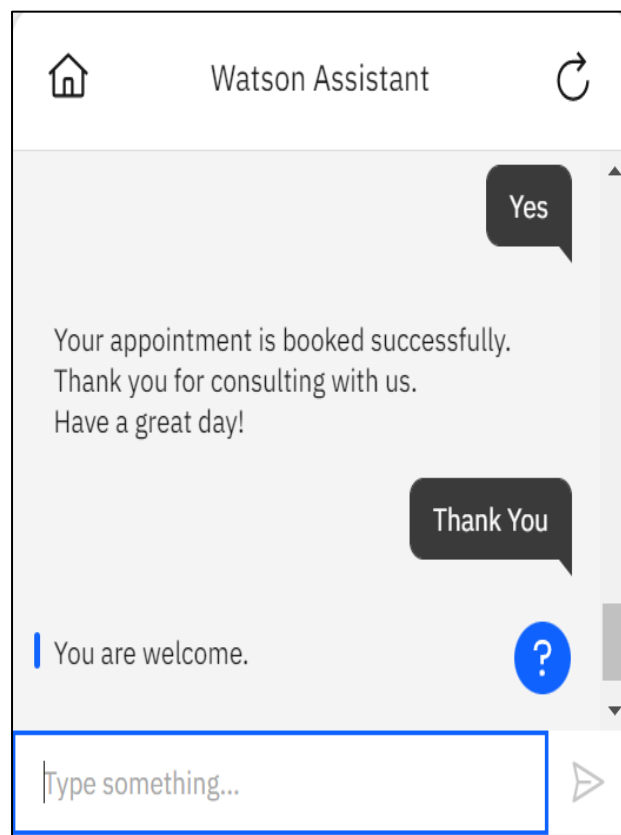 Watson Assistant
Yes
Your appointment is booked successfully.
Thank you for consulting with us.
Have a great day!
Thank You
You are welcome.
?
Type something...